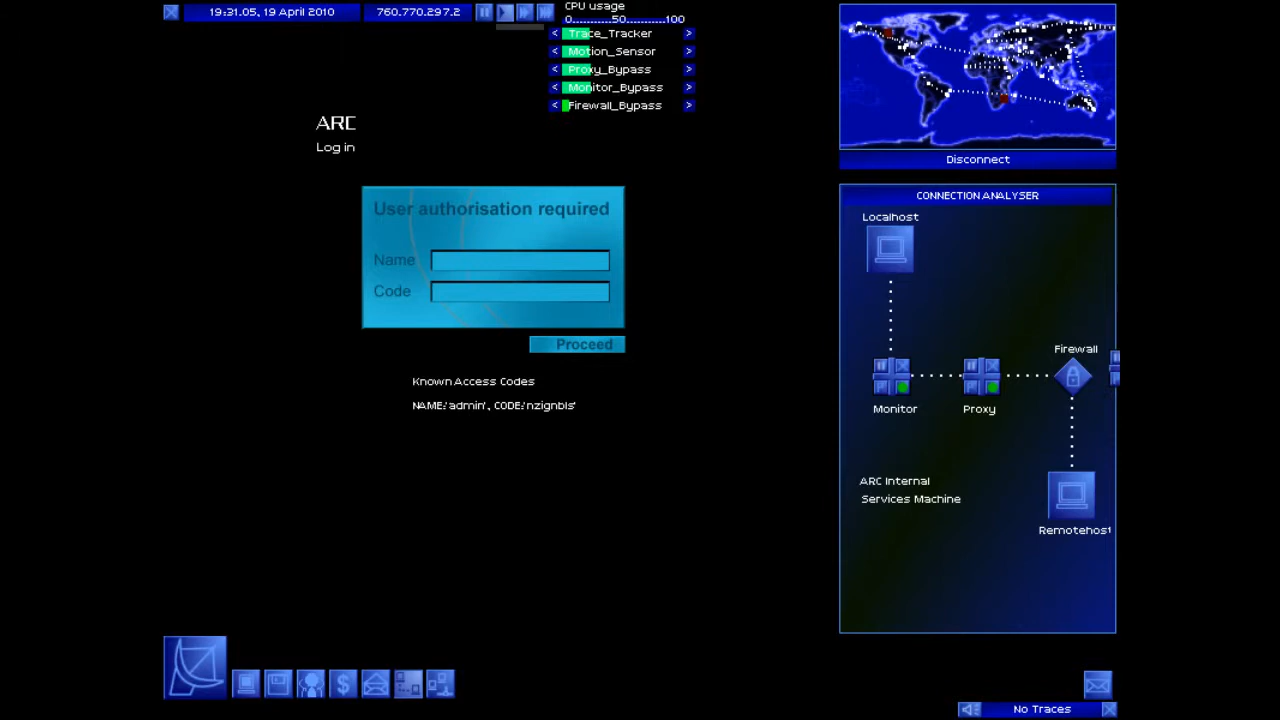 19:31.05, 19 April 2010
760.770.297.2
CPU usage
0...........50...........100
< Trace_Tracker >
< Motion_Sensor >
< Proxy_Bypass >
< Monitor_Bypass >
< Firewall_Bypass >
Disconnect
ARC
Log in
User authorisation required
Name
Code
Proceed
Known Access Codes
NAME:'admin', CODE:'nzignbls'
CONNECTION ANALYSER
Localhost
Firewall
Monitor
Proxy
ARC Internal
Services Machine
Remotehost
$
No Traces